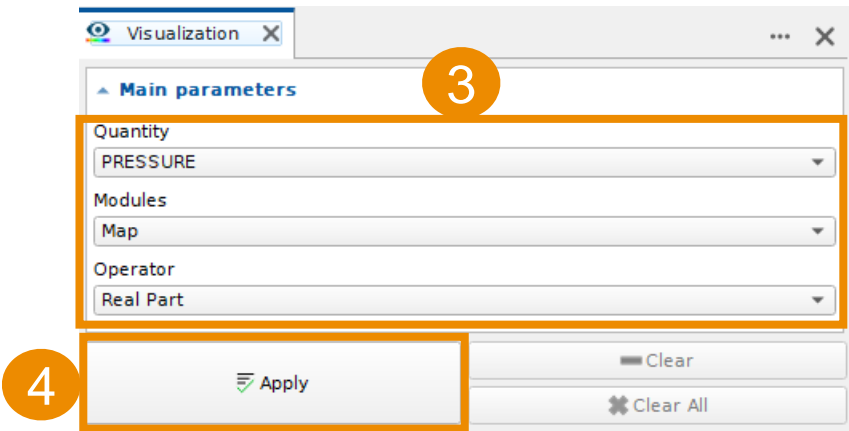 Visualization
3
Main parameters
Quantity
PRESSURE
Modules
Map
Operator
Real Part
4
Apply
Clear
Clear All